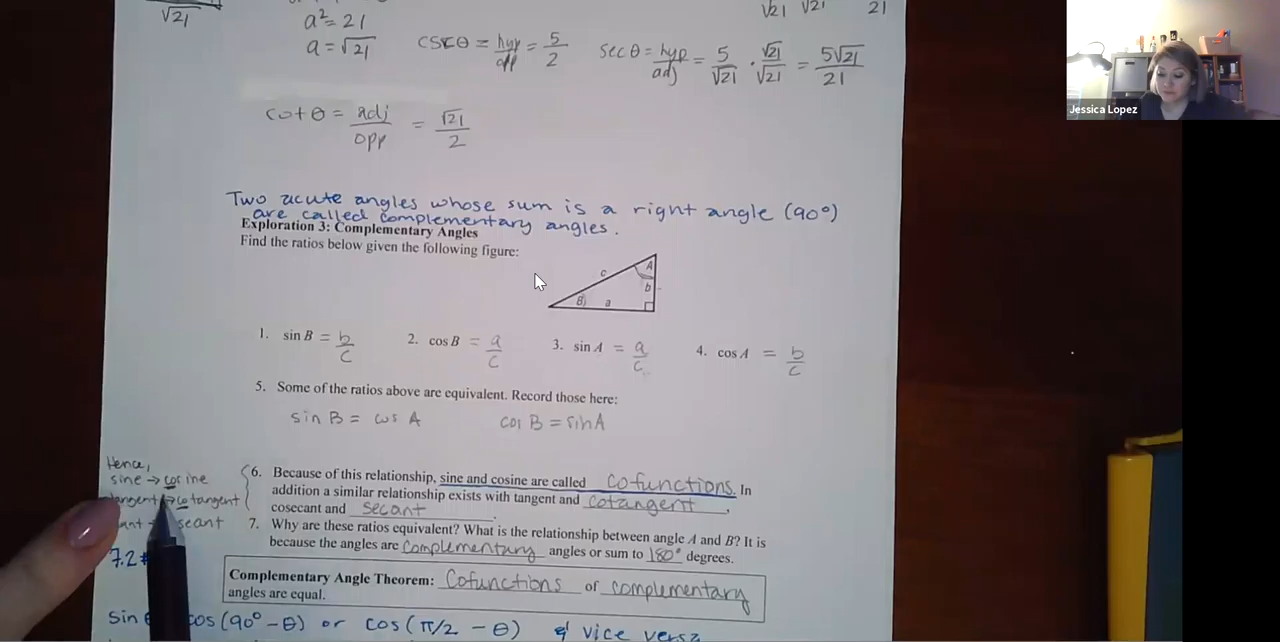 √21
a² = 21
a = √21
√21 √21 21
cscθ = hyp/opp = 5/2
secθ = hyp/adj = 5/√21 · √21/√21 = 5√21/21
cotθ = adj/opp = √21/2
Jessica Lopez
Two acute angles whose sum is a right angle (90°)
are called complementary angles.
Exploration 3: Complementary Angles
Find the ratios below given the following figure:
c A b B a
1. sin B = b/c 2. cos B = a/c 3. sin A = a/c 4. cos A = b/c
5. Some of the ratios above are equivalent. Record those here:
sin B = cos A cos B = sin A
Hence,
sine → cosine
tangent → cotangent
6. Because of this relationship, sine and cosine are called cofunctions. In
addition a similar relationship exists with tangent and cotangent,
cosecant and secant.
7. Why are these ratios equivalent? What is the relationship between angle A and B? It is
because the angles are complementary angles or sum to 180° degrees.
7.2
Complementary Angle Theorem: Cofunctions of complementary
angles are equal.
sin cos(90° - θ) or cos(π/2 - θ) & vice versa